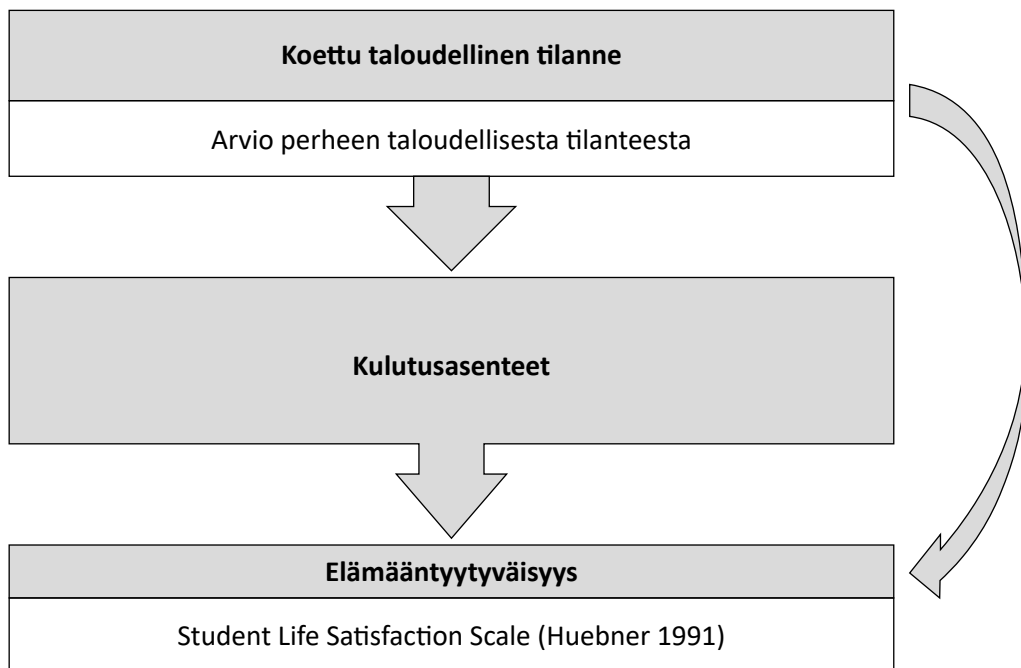 Koettu taloudellinen tilanne
Arvio perheen taloudellisesta tilanteesta
Kulutusasenteet
Elämääntyytyväisyys
Student Life Satisfaction Scale (Huebner 1991)